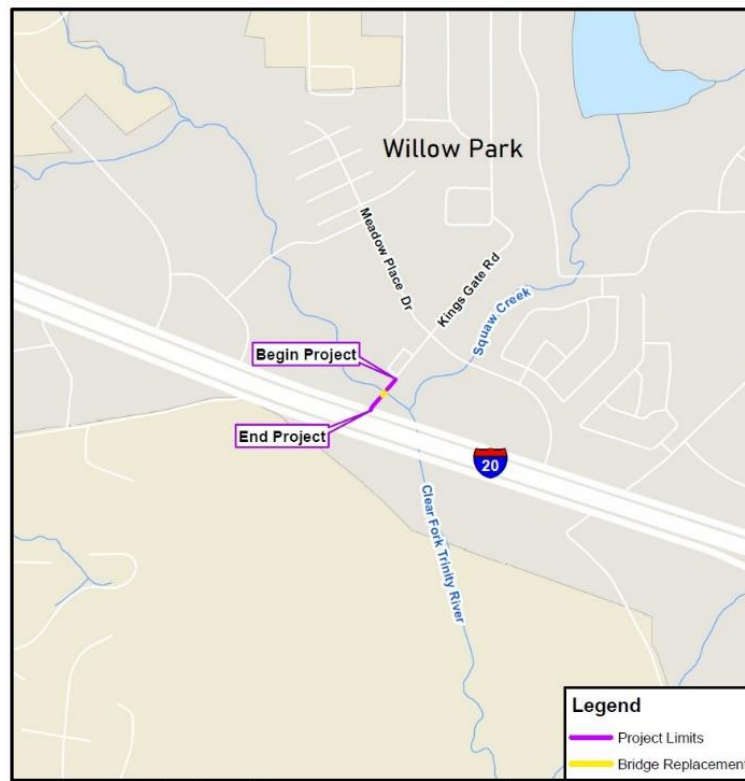 Willow Park
Meadow Place Dr
Kings Gate Rd
Squaw Creek
Begin Project
End Project
20
Clear Fork Trinity River
Legend
Project Limits
Bridge Replacement